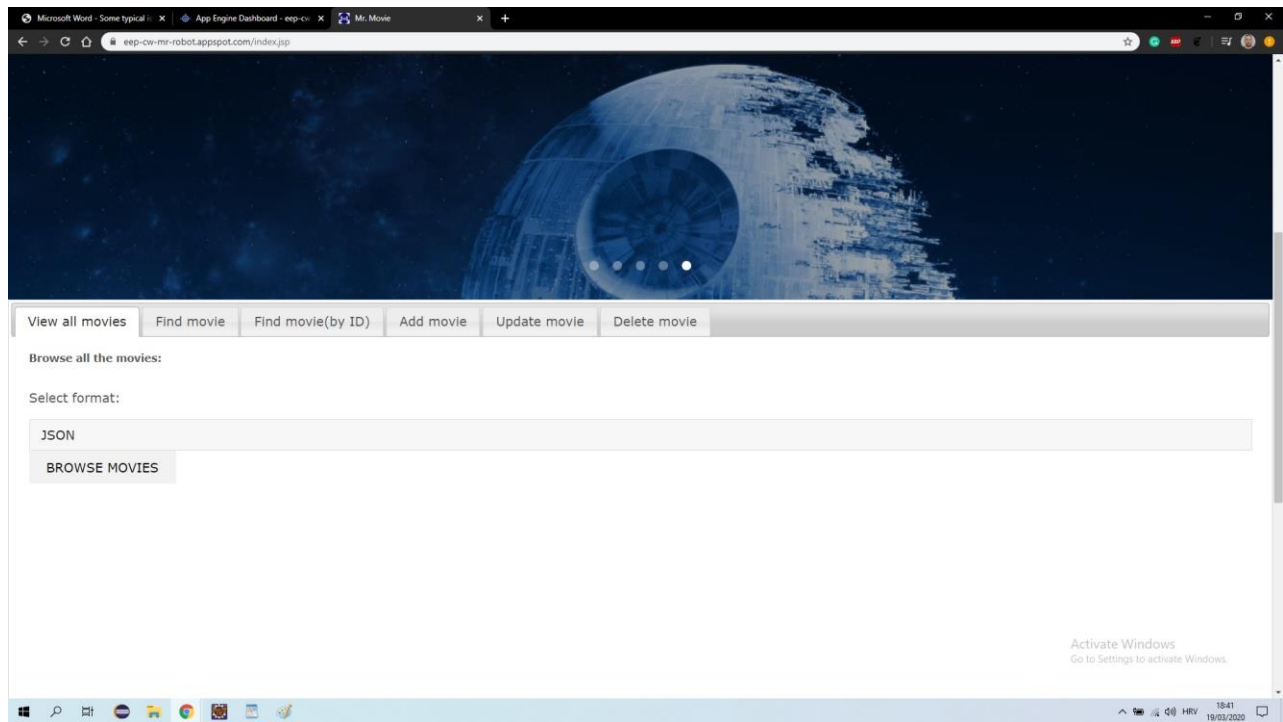 Microsoft Word - Some typical ic
App Engine Dashboard - eep-cw
Mr. Movie
eep-cw-mr-robot.appspot.com/index.jsp
View all movies
Find movie
Find movie(by ID)
Add movie
Update movie
Delete movie
Browse all the movies:
Select format:
JSON
BROWSE MOVIES
Activate Windows
Go to Settings to activate Windows.
HRV
18:41
19/03/2020